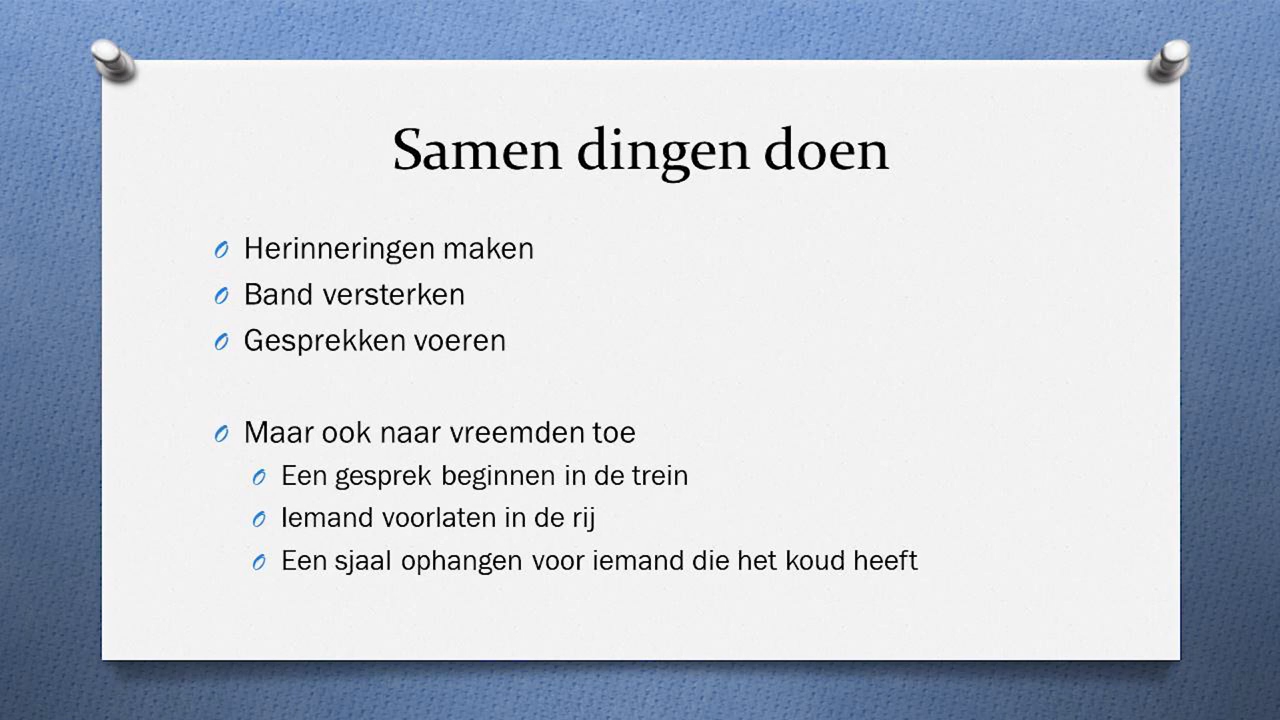 Samen dingen doen
Herinneringen maken
Band versterken
Gesprekken voeren
Maar ook naar vreemden toe
Een gesprek beginnen in de trein
Iemand voorlaten in de rij
Een sjaal ophangen voor iemand die het koud heeft